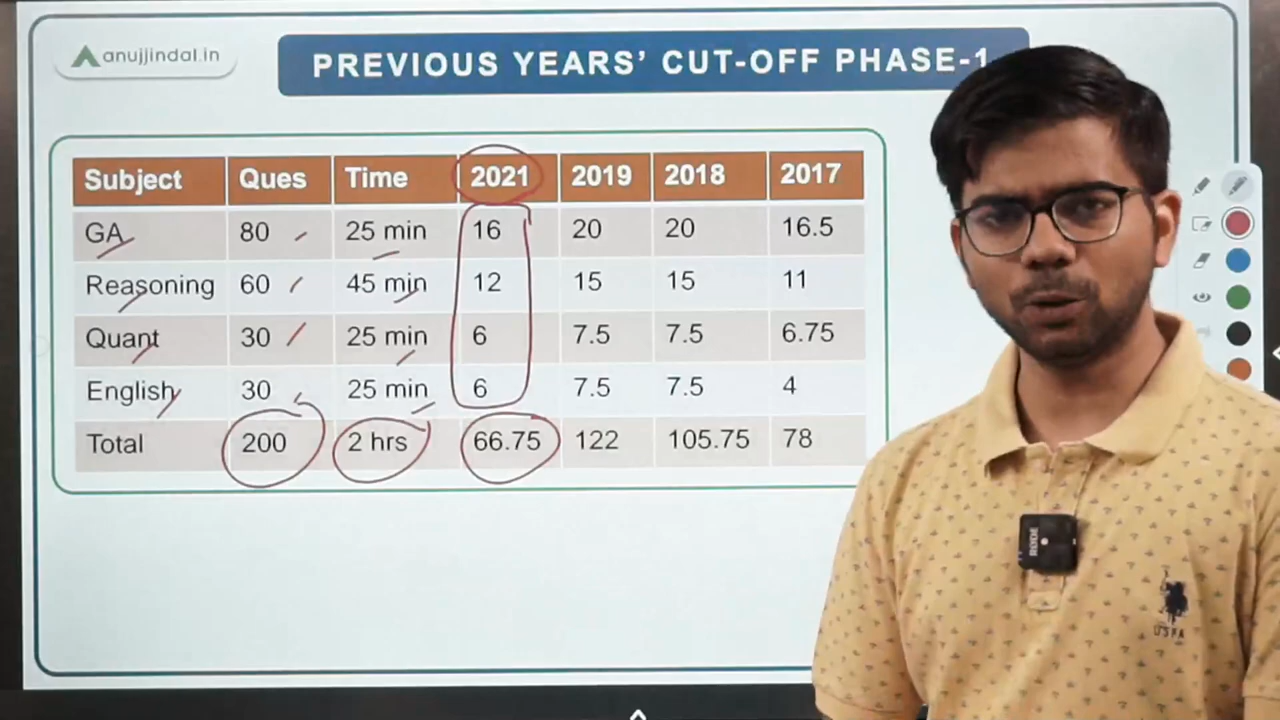 anujjindal.in
PREVIOUS YEARS' CUT-OFF PHASE-1
Subject Ques Time 2021 2019 2018 2017
GA 80 25 min 16 20 20 16.5
Reasoning 60 45 min 12 15 15 11
Quant 30 25 min 6 7.5 7.5 6.75
English 30 25 min 6 7.5 7.5 4
Total 200 2 hrs 66.75 122 105.75 78
RODE
USPA